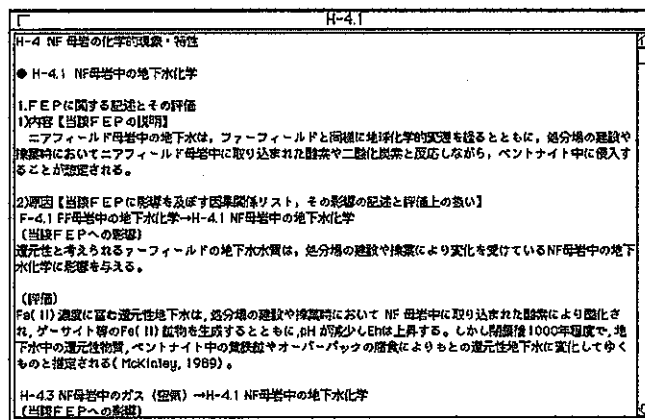 H-4.1
H-4 NF 母岩の化学的現象・特性
● H-4.1 NF母岩中の地下水化学
1.FEPに関する記述とその評価
1)内容【当該FEPの説明】
ニアフィールド母岩中の地下水は，ファーフィールドと同様に地球化学的変遷を経るとともに，処分場の建設や
操業時においてニアフィールド母岩中に取り込まれた酸素や二酸化炭素と反応しながら，ベントナイト中に侵入す
ることが想定される。
2)原因【当該FEPに影響を及ぼす因果関係リスト，その影響の記述と評価上の扱い】
F-4.1 FF母岩中の地下水化学→H-4.1 NF母岩中の地下水化学
(当該FEPへの影響)
還元性と考えられるァーフィールドの地下水水質は，処分場の建設や操業により変化を受けているNF母岩中の地下
水化学に影響を与える。
(評価)
Fe(II)濃度に富む還元性地下水は，処分場の建設や操業時において NF 母岩中に取り込まれた酸素により酸化さ
れ，ゲーサイト等のFe(II)鉱物を生成するとともに,pH が減少しEhは上昇する。しかし閉鎖後1000年程度で，地
下水中の還元性物質，ベントナイト中の黄鉄鉱やオーバーパックの腐食によりもとの還元性地下水に変化してゆく
ものと推定される(McKinley, 1989)。
H-4.3 NF母岩中のガス（空気）→H-4.1 NF母岩中の地下水化学
(当該FEPへの影響)